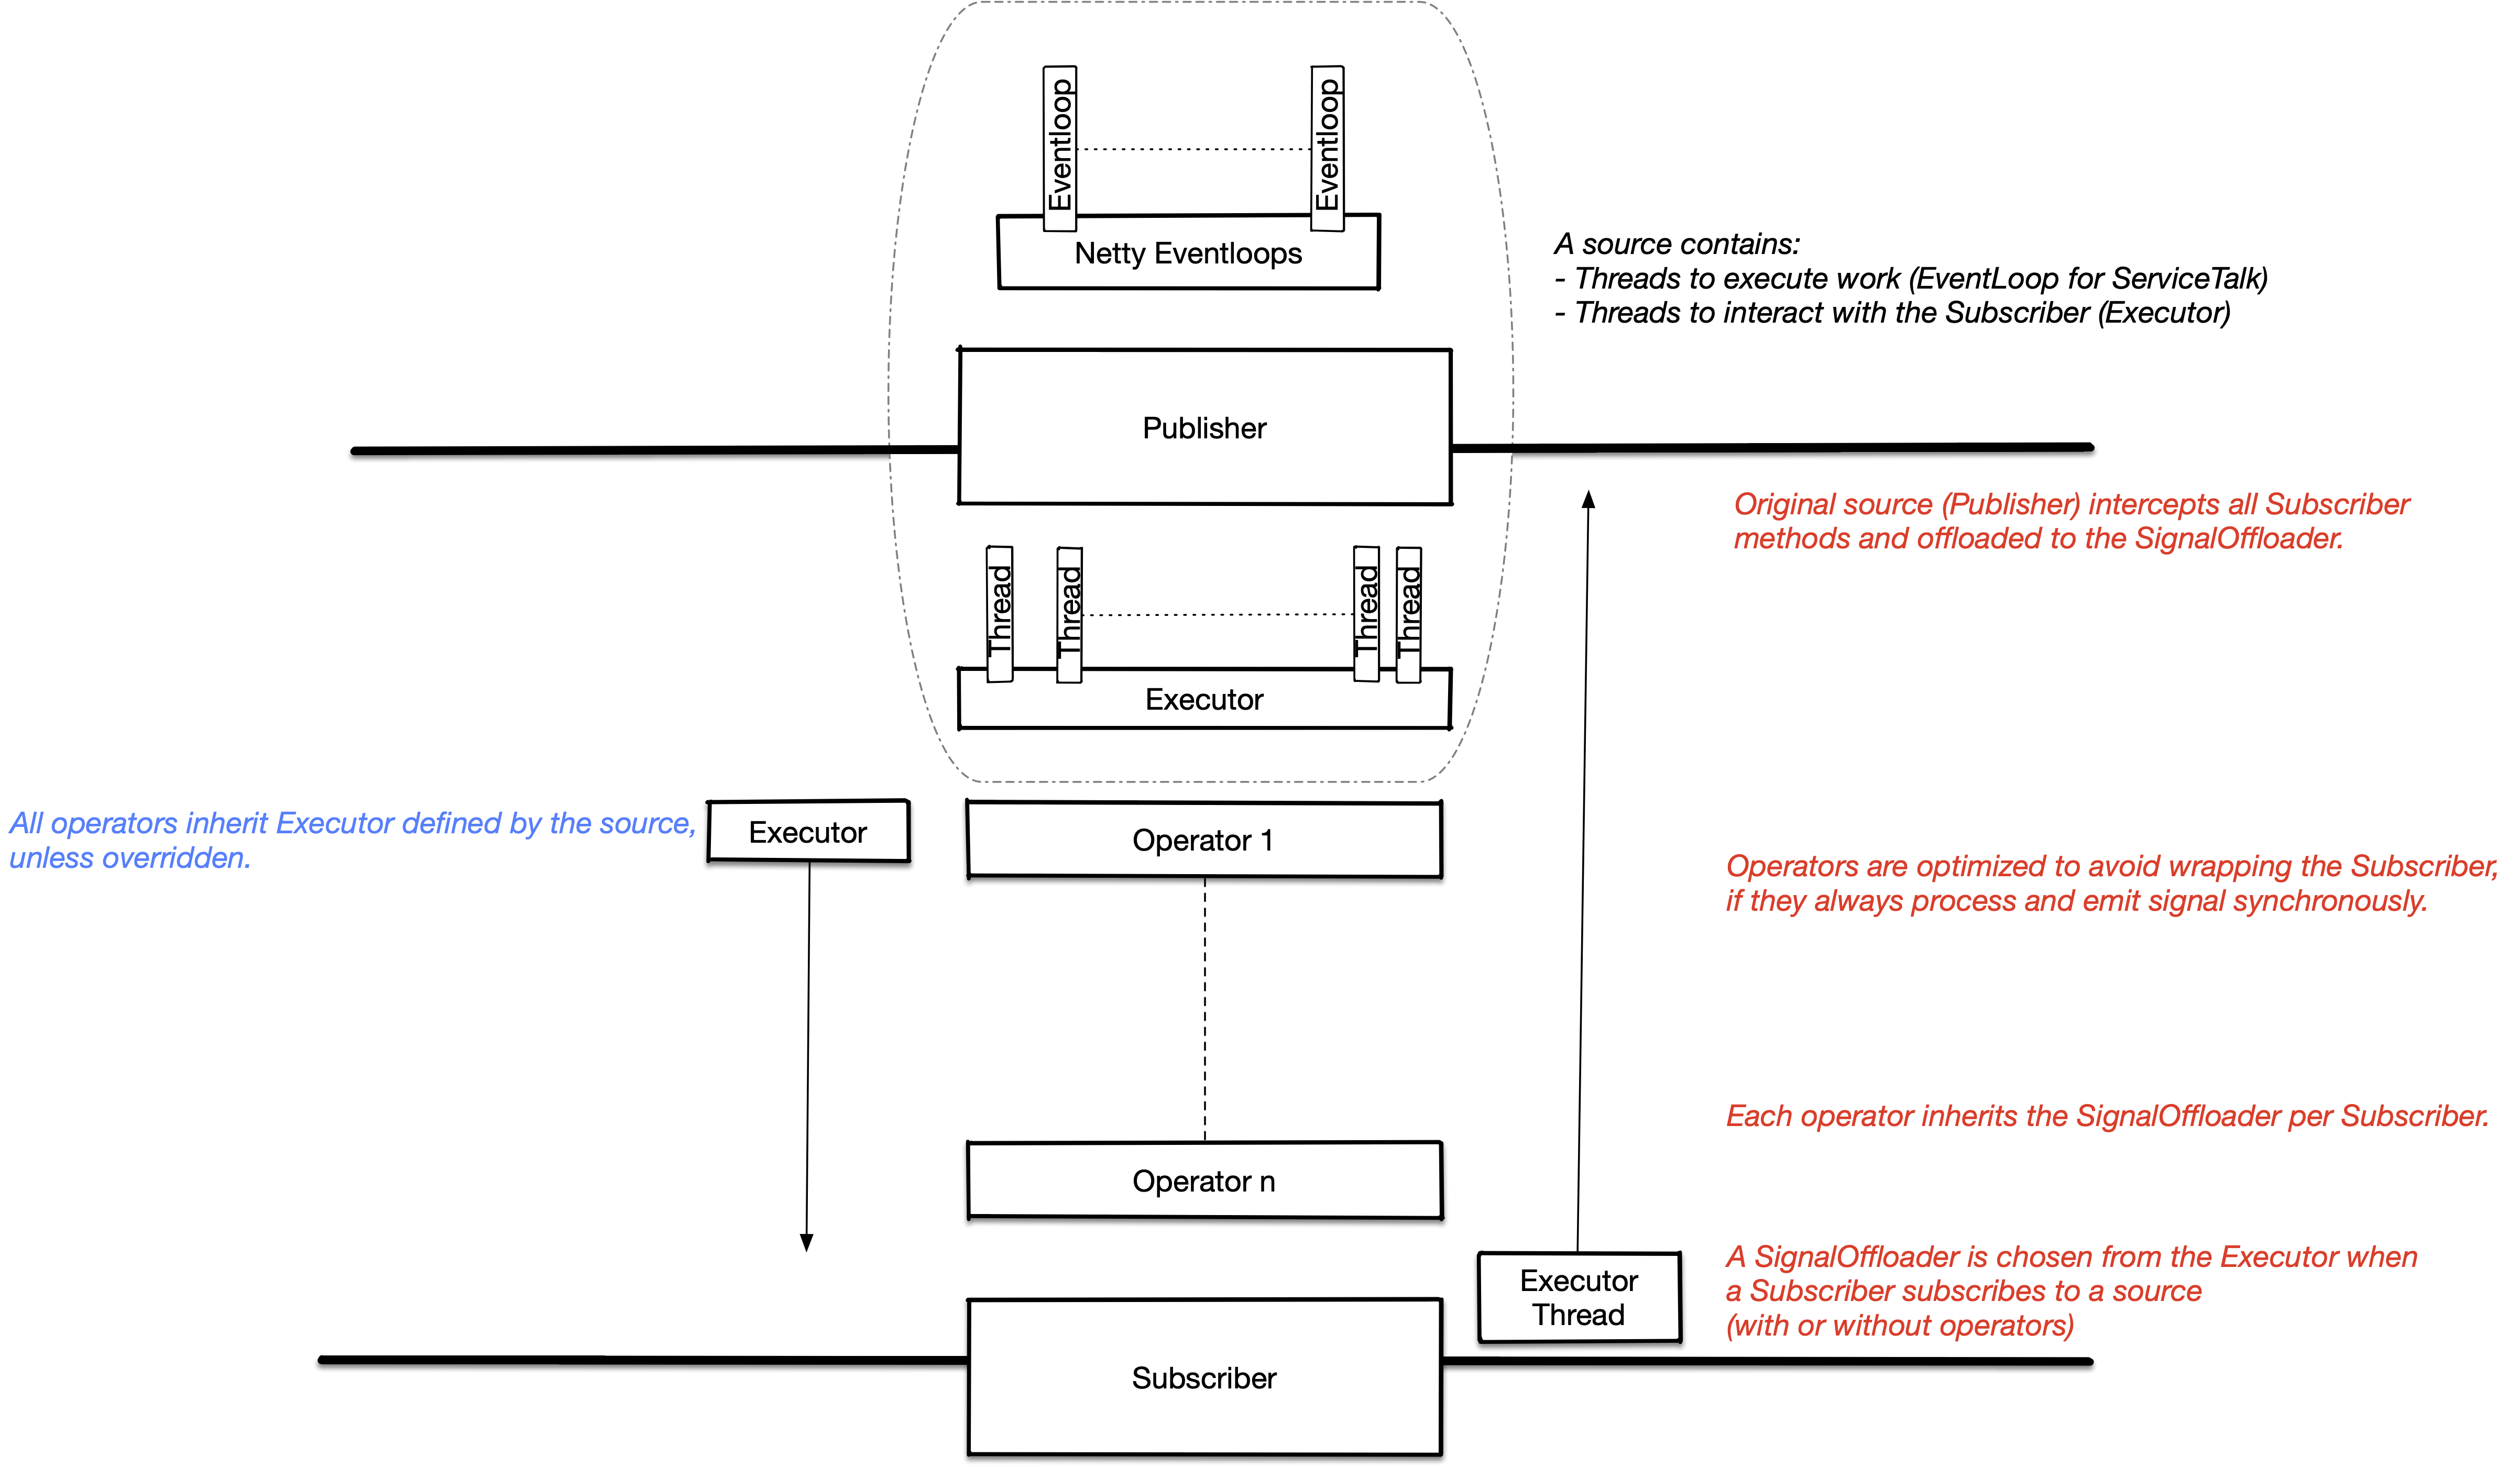 Eventloop
Eventloop
Netty Eventloops
A source contains:
- Threads to execute work (EventLoop for ServiceTalk)
- Threads to interact with the Subscriber (Executor)
Publisher
Original source (Publisher) intercepts all Subscriber
methods and offloaded to the SignalOffloader.
Thread
Thread
Thread
Thread
Executor
All operators inherit Executor defined by the source,
unless overridden.
Executor
Operator 1
Operators are optimized to avoid wrapping the Subscriber,
if they always process and emit signal synchronously.
Each operator inherits the SignalOffloader per Subscriber.
Operator n
A SignalOffloader is chosen from the Executor when
a Subscriber subscribes to a source
(with or without operators)
Executor
Thread
Subscriber